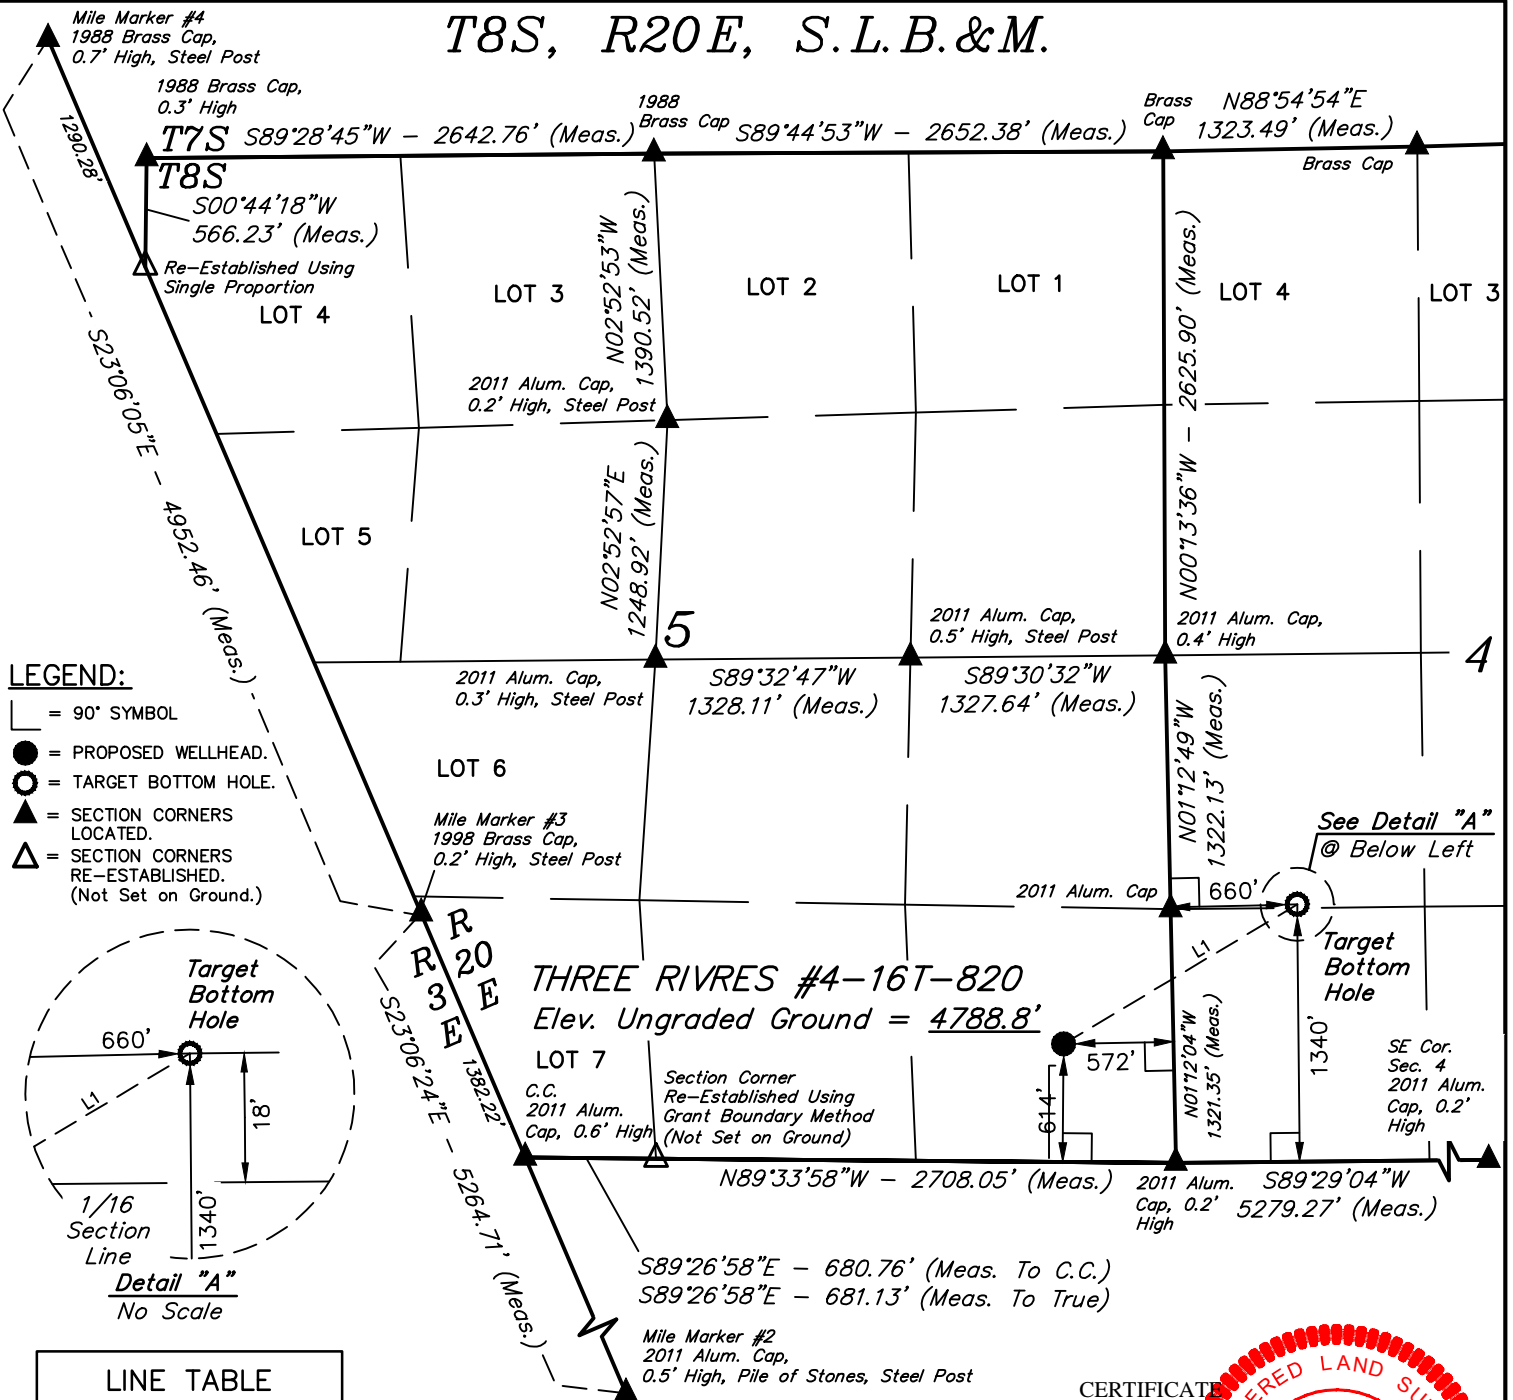 T8S, R20E, S.L.B.&M.
Mile Marker #4
1988 Brass Cap,
0.7' High, Steel Post
1988 Brass Cap,
0.3' High
1290.28'
T7S
T8S
S89°28'45"W - 2642.76' (Meas.)
1988
Brass Cap
S89°44'53"W - 2652.38' (Meas.)
Brass
Cap
N88°54'54"E
1323.49' (Meas.)
Brass Cap
S00°44'18"W
566.23' (Meas.)
Re-Established Using
Single Proportion
LOT 4
LOT 3
N02°52'53"W
1390.52' (Meas.)
LOT 2
LOT 1
N00°13'36"W - 2625.90' (Meas.)
LOT 4
LOT 3
S23°06'05"E - 4952.46' (Meas.)
2011 Alum. Cap,
0.2' High, Steel Post
LOT 5
N02°52'57"E
1248.92' (Meas.)
5
2011 Alum. Cap,
0.5' High, Steel Post
2011 Alum. Cap,
0.4' High
4
2011 Alum. Cap,
0.3' High, Steel Post
S89°32'47"W
1328.11' (Meas.)
S89°30'32"W
1327.64' (Meas.)
LEGEND:
= 90° SYMBOL
= PROPOSED WELLHEAD.
= TARGET BOTTOM HOLE.
= SECTION CORNERS
LOCATED.
= SECTION CORNERS
RE-ESTABLISHED.
(Not Set on Ground.)
LOT 6
Mile Marker #3
1998 Brass Cap,
0.2' High, Steel Post
N01°12'49"W
1322.13' (Meas.)
See Detail "A"
@ Below Left
2011 Alum. Cap
660'
L1
Target
Bottom
Hole
R
20
E
R
3
E
THREE RIVRES #4-16T-820
Elev. Ungraded Ground = 4788.8'
572'
614'
N01°12'04"W
1321.35' (Meas.)
1340'
SE Cor.
Sec. 4
2011 Alum.
Cap, 0.2'
High
LOT 7
1382.22'
C.C.
2011 Alum.
Cap, 0.6' High
Section Corner
Re-Established Using
Grant Boundary Method
(Not Set on Ground)
S23°06'24"E - 5264.71' (Meas.)
N89°33'58"W - 2708.05' (Meas.)
2011 Alum.
Cap, 0.2'
High
S89°29'04"W
5279.27' (Meas.)
S89°26'58"E - 680.76' (Meas. To C.C.)
S89°26'58"E - 681.13' (Meas. To True)
Mile Marker #2
2011 Alum. Cap,
0.5' High, Pile of Stones, Steel Post
Target
Bottom
Hole
660'
L1
18'
1340'
1/16
Section
Line
Detail "A"
No Scale
LINE TABLE
CERTIFICATE
ERED LAND SU